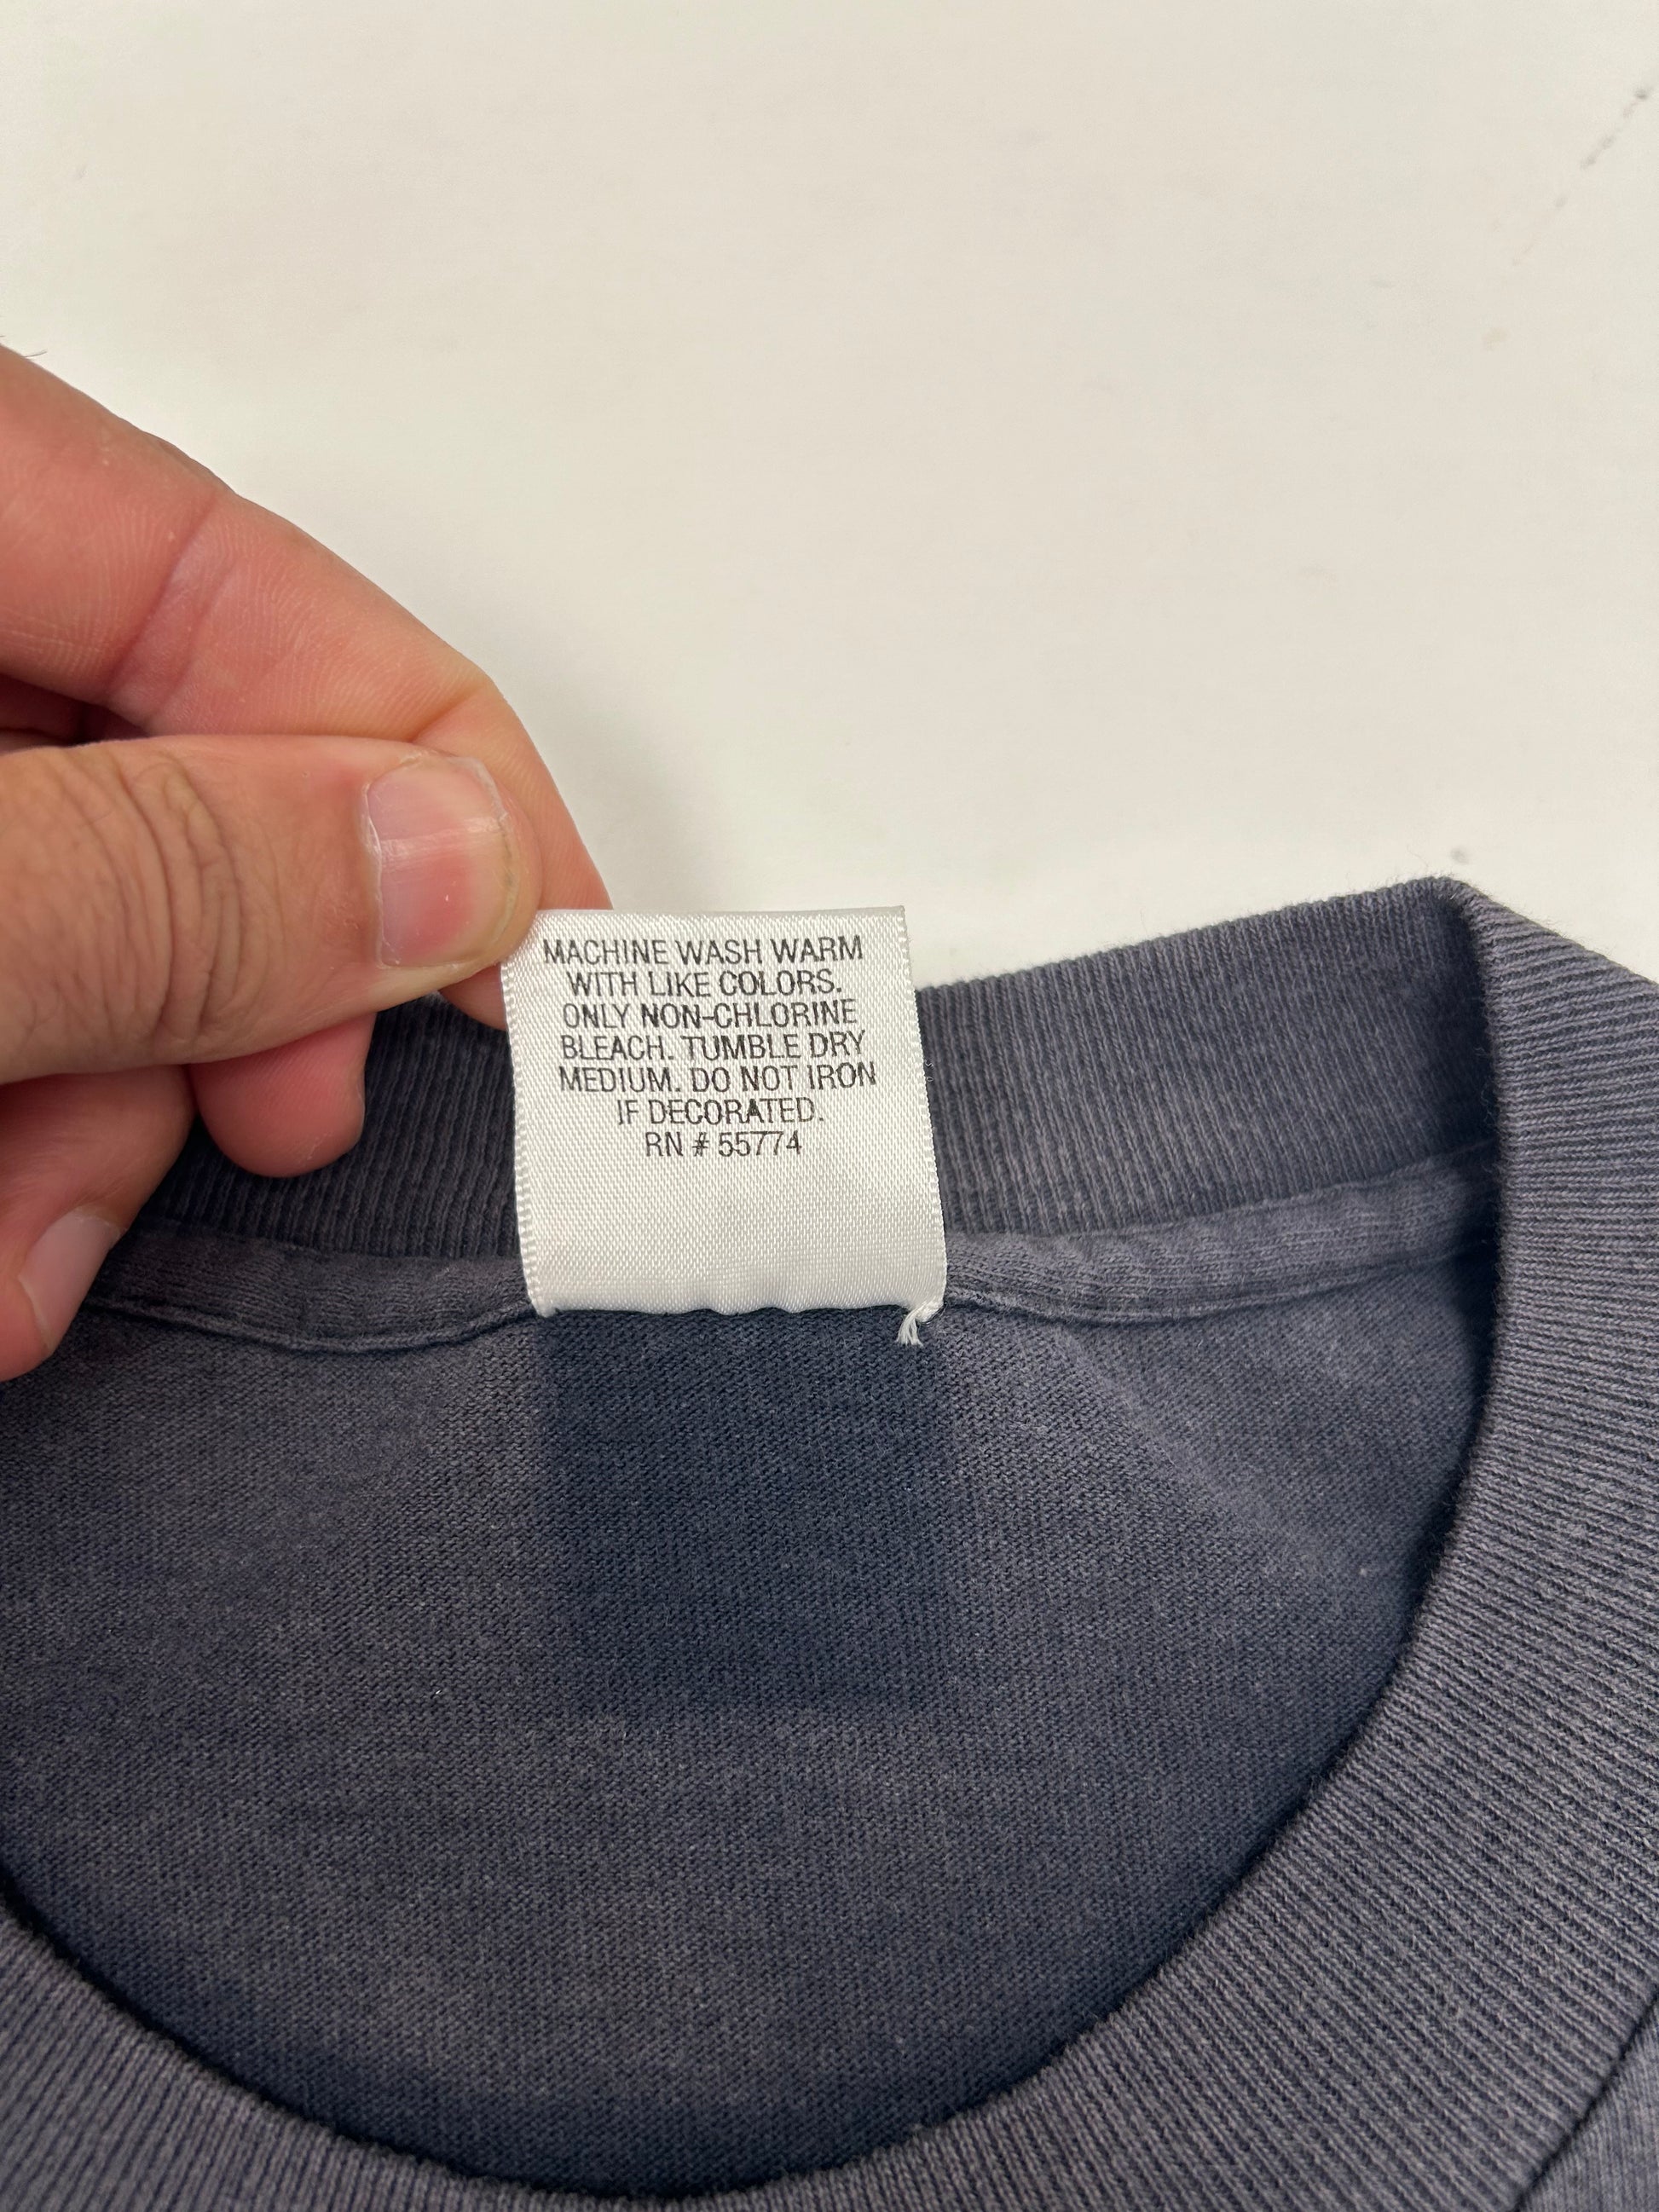 MACHINE WASH WARM
WITH LIKE COLORS.
ONLY NON-CHLORINE
BLEACH. TUMBLE DRY
MEDIUM. DO NOT IRON
IF DECORATED.
RN # 55774